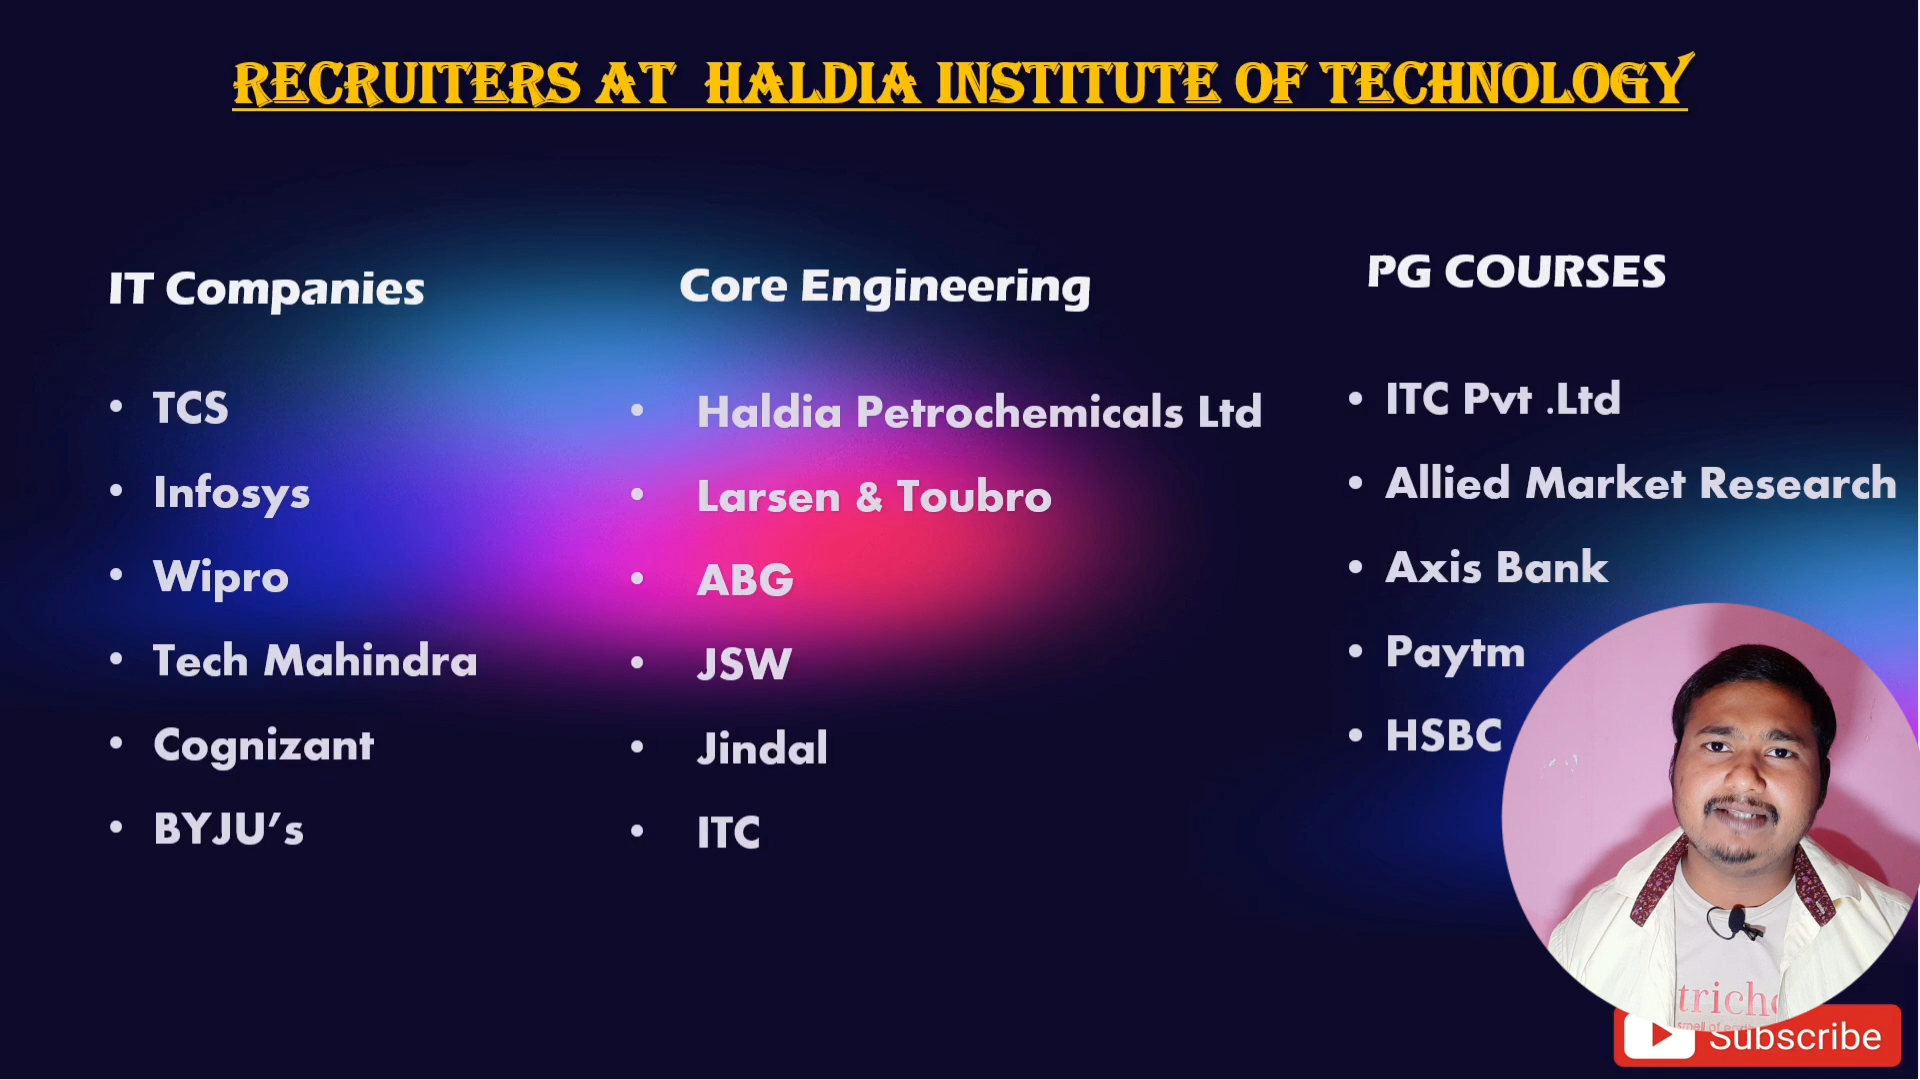 RECRUITERS AT HALDIA INSTITUTE OF TECHNOLOGY
IT Companies
• TCS
• Infosys
• Wipro
• Tech Mahindra
• Cognizant
• BYJU’s
Core Engineering
• Haldia Petrochemicals Ltd
• Larsen & Toubro
• ABG
• JSW
• Jindal
• ITC
PG COURSES
• ITC Pvt .Ltd
• Allied Market Research
• Axis Bank
• Paytm
• HSBC
smell of
Subscribe